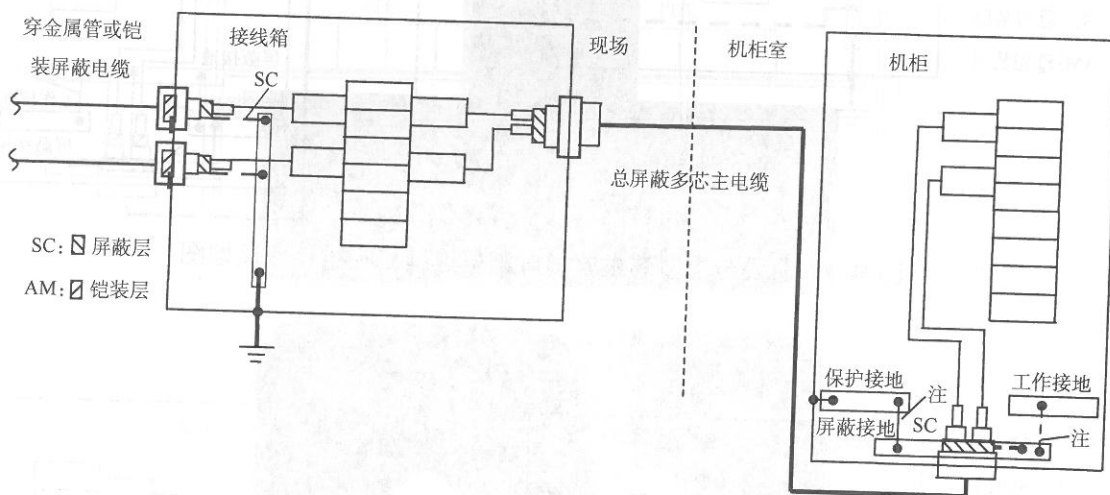 穿金属管或铠
装屏蔽电缆
接线箱
SC
现场
机柜室
机柜
总屏蔽多芯主电缆
SC: 屏蔽层
AM: 铠装层
保护接地
注
工作接地
屏蔽接地
SC
注